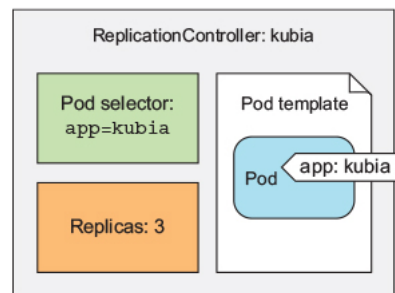 ReplicationController: kubia
Pod selector:
app=kubia
Pod template
Pod
app: kubia
Replicas: 3